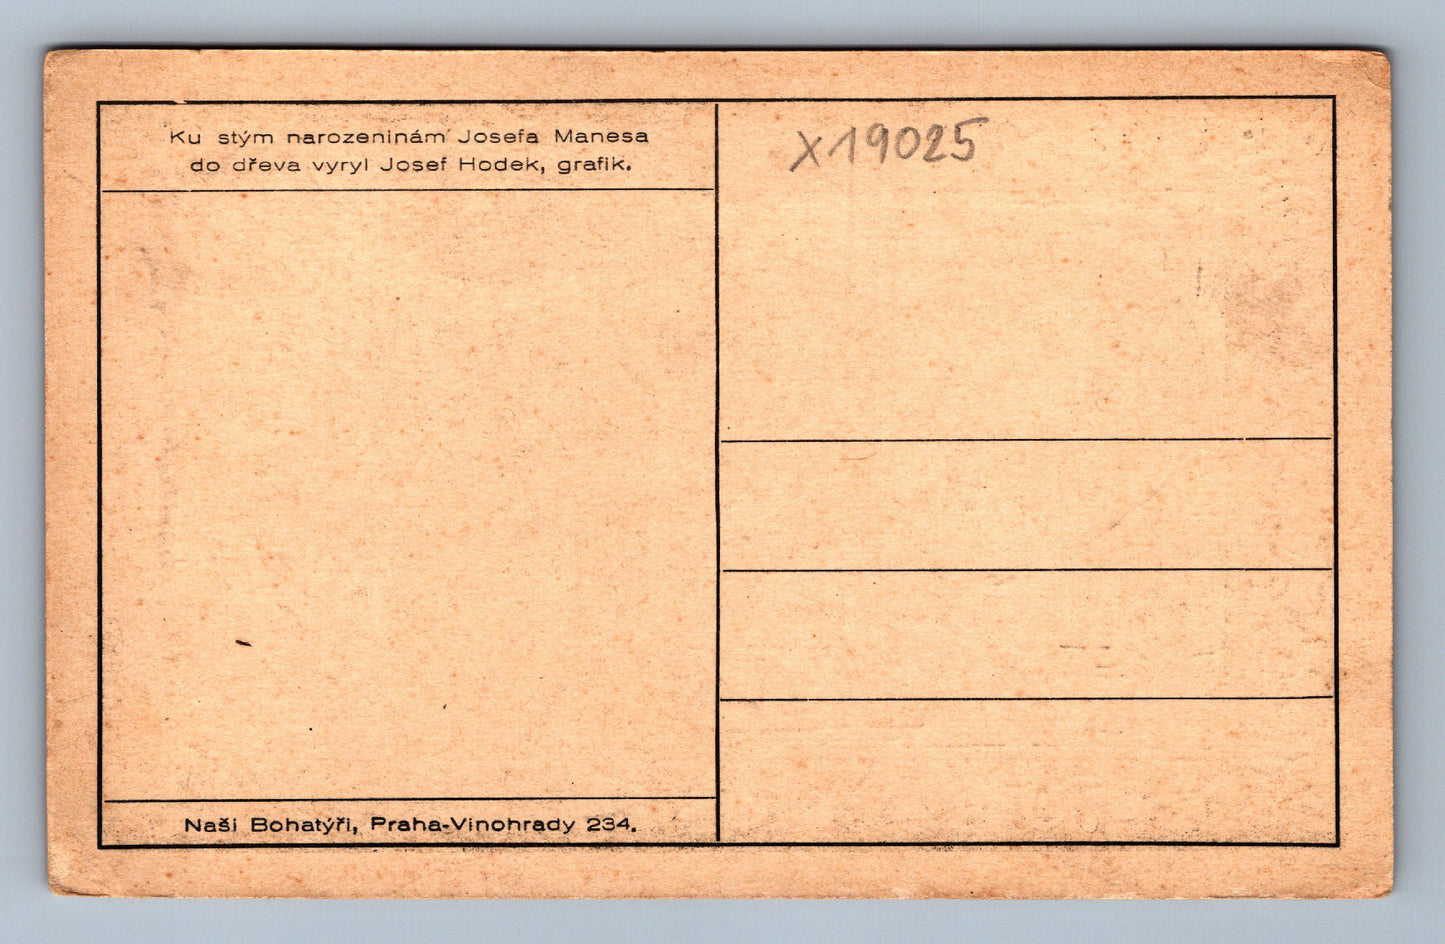 Ku stým narozeninám Josefa Manesa
do dřeva vyryl Josef Hodek, grafik.
x19025
Naši Bohatýři, Praha-Vinohrady 234.